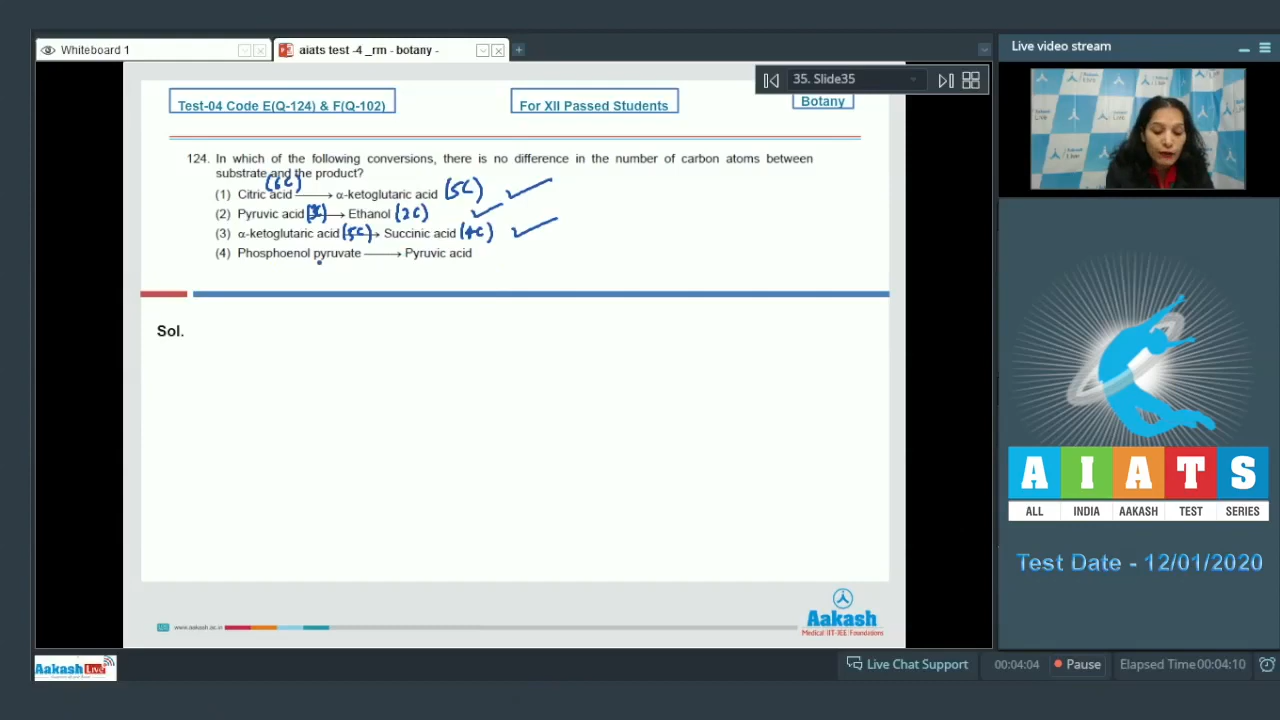 Whiteboard 1
aiats test -4 _rm - botany -
Live video stream
35. Slide35
Test-04 Code E(Q-124) & F(Q-102)
For XII Passed Students
Botany
124. In which of the following conversions, there is no difference in the number of carbon atoms between
substrate and the product?
(6C)
(1) Citric acid → α-ketoglutaric acid (5C)
(2) Pyruvic acid → Ethanol (2C)
(3) α-ketoglutaric acid (5C) → Succinic acid (4C)
(4) Phosphoenol pyruvate → Pyruvic acid
Sol.
A I A T S
ALL INDIA AAKASH TEST SERIES
Test Date - 12/01/2020
www.aakash.ac.in
Aakash
Medical IIT-JEE Foundations
Aakash Live
Live Chat Support
00:04:04
Pause
Elapsed Time 00:04:10